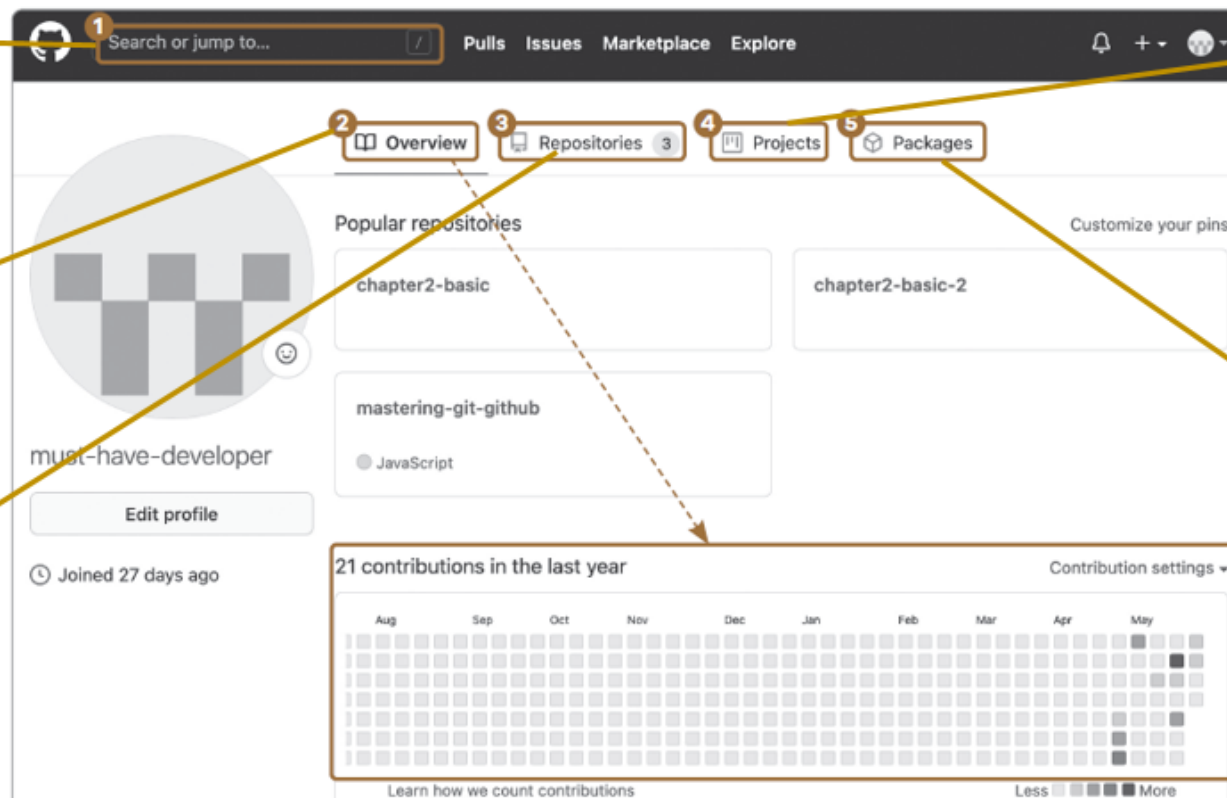 1 Search or jump to... / Pulls Issues Marketplace Explore
2 Overview 3 Repositories 3 4 Projects 5 Packages
Popular repositories Customize your pins
chapter2-basic chapter2-basic-2
mastering-git-github
JavaScript
must-have-developer
Edit profile
Joined 27 days ago
21 contributions in the last year Contribution settings
Aug Sep Oct Nov Dec Jan Feb Mar Apr May
Learn how we count contributions Less More